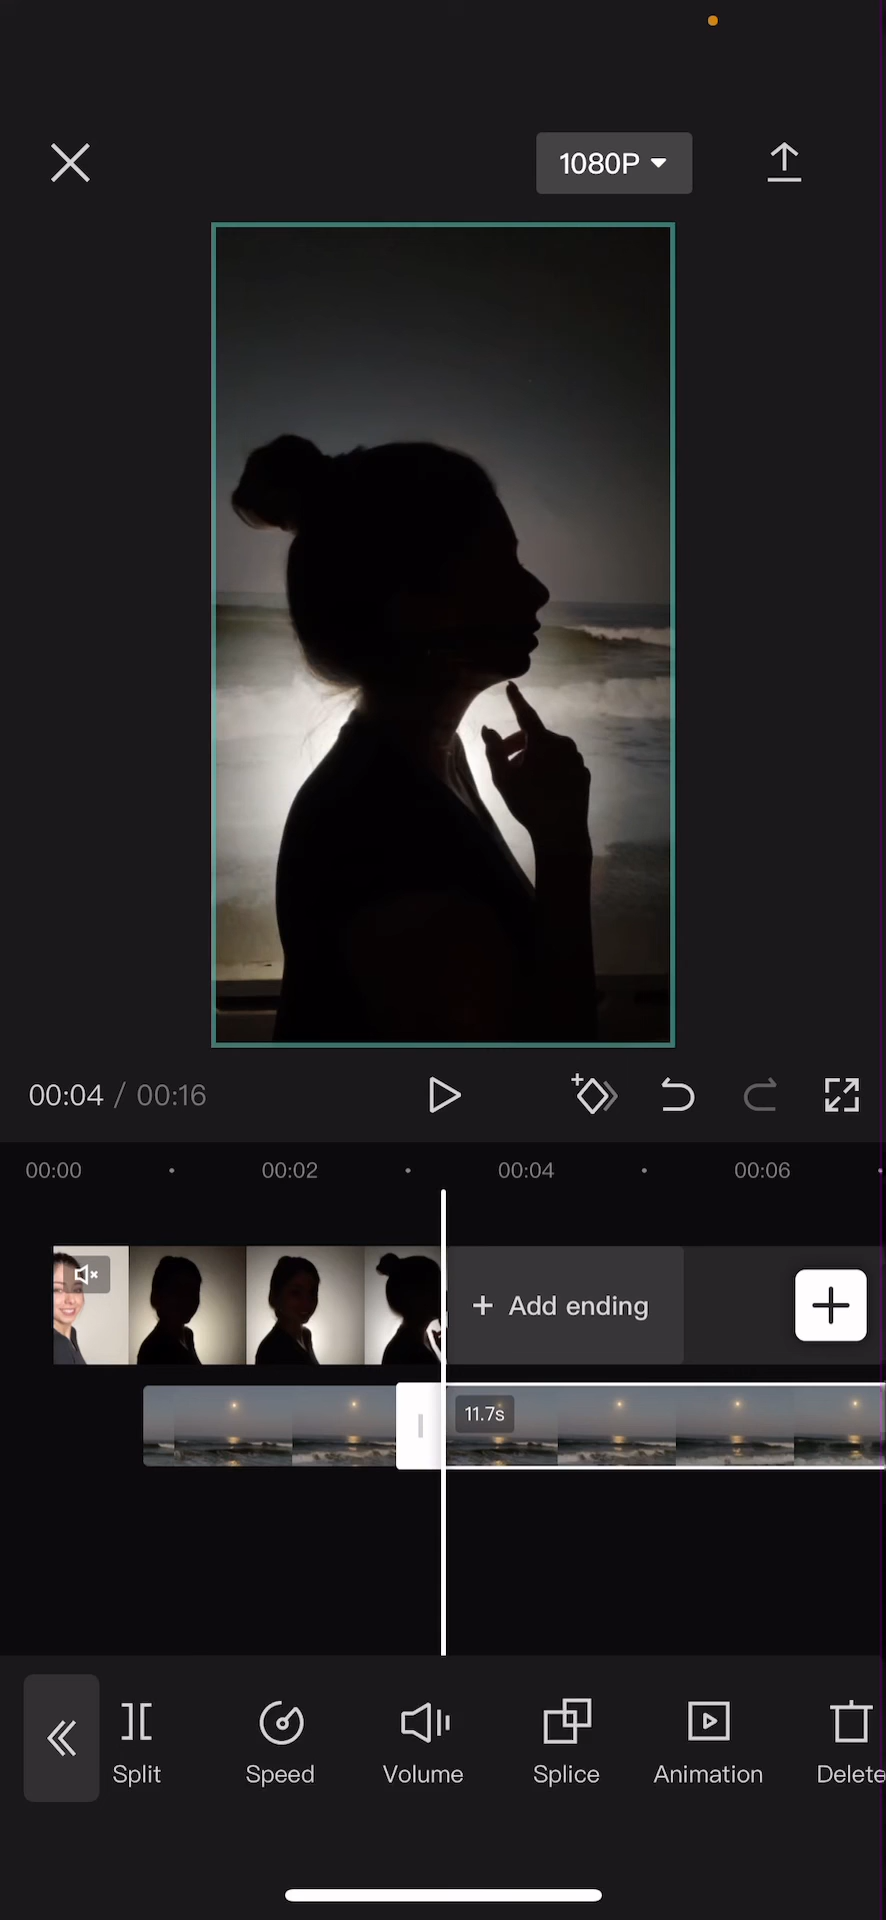 1080P
00:04 / 00:16
00:00 00:02 00:04 00:06
+ Add ending
11.7s
Split Speed Volume Splice Animation Delete